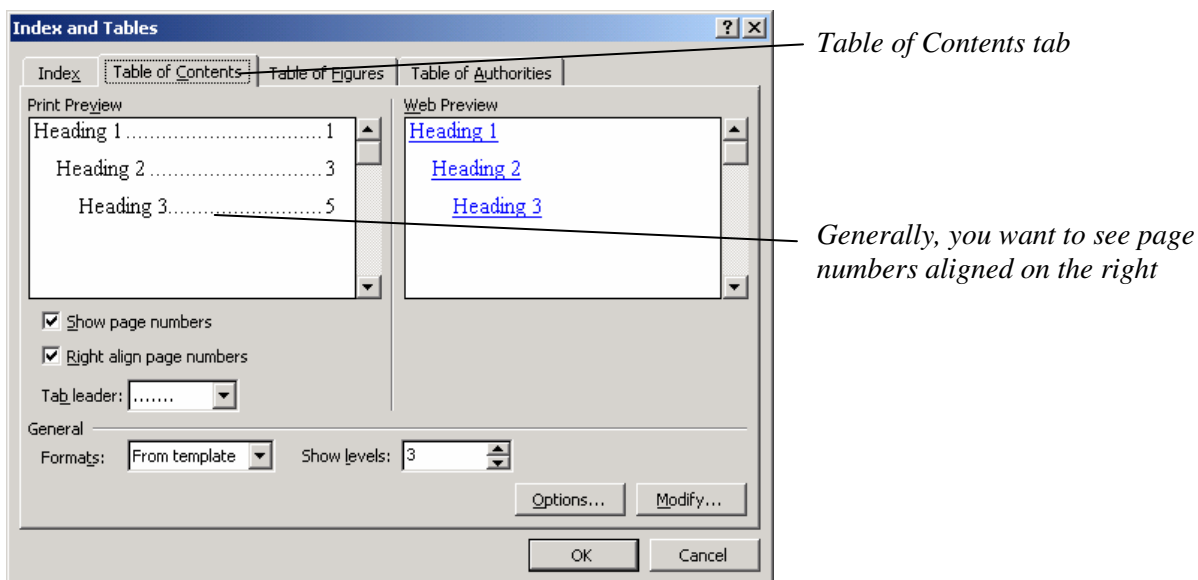 Index and Tables
Table of Contents tab
Index Table of Contents Table of Figures Table of Authorities
Print Preview
Web Preview
Heading 1 ................................ 1
Heading 2 ............................ 3
Heading 3......................... 5
Heading 1
Heading 2
Heading 3
Generally, you want to see page
numbers aligned on the right
Show page numbers
Right align page numbers
Tab leader: .......
General
Formats: From template Show levels: 3
Options... Modify...
OK Cancel